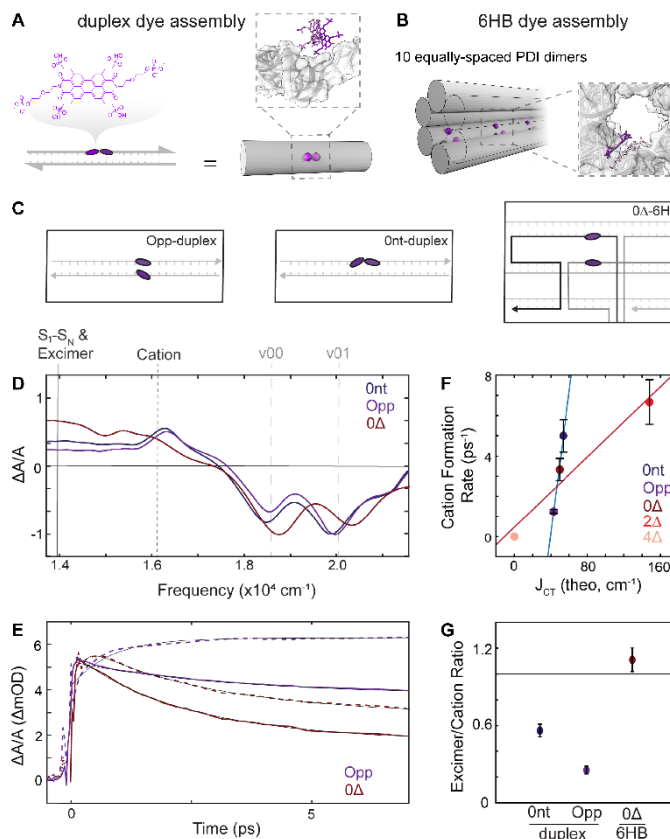 A duplex dye assembly
B 6HB dye assembly
10 equally-spaced PDI dimers
=
C
Opp-duplex
0nt-duplex
0Δ-6H
S₁-S_N &
Excimer
Cation
v00
v01
D
0nt
Opp
0Δ
1
0
-1
ΔA/A
1.4
1.6
1.8
2.0
Frequency (x10⁴ cm⁻¹)
F
8
4
0
Cation Formation
Rate (ps⁻¹)
0nt
Opp
0Δ
2Δ
4Δ
0
80
160
J_CT (theo, cm⁻¹)
E
6
4
2
0
ΔA/A (ΔmOD)
Opp
0Δ
0
5
Time (ps)
G
1.2
0.6
0
Excimer/Cation Ratio
0nt Opp 0Δ
duplex 6HB